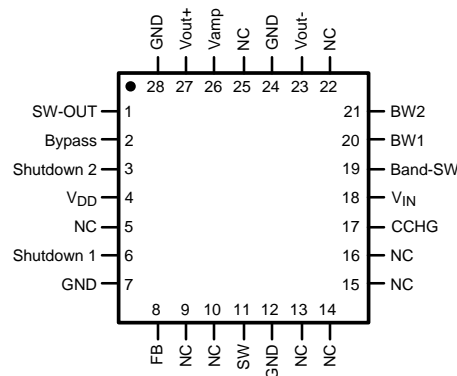 GND Vout+ Vamp NC GND Vout- NC
28 27 26 25 24 23 22
SW-OUT 1 21 BW2
Bypass 2 20 BW1
Shutdown 2 3 19 Band-SW
VDD 4 18 VIN
NC 5 17 CCHG
Shutdown 1 6 16 NC
GND 7 15 NC
8 9 10 11 12 13 14
FB NC NC SW GND NC NC